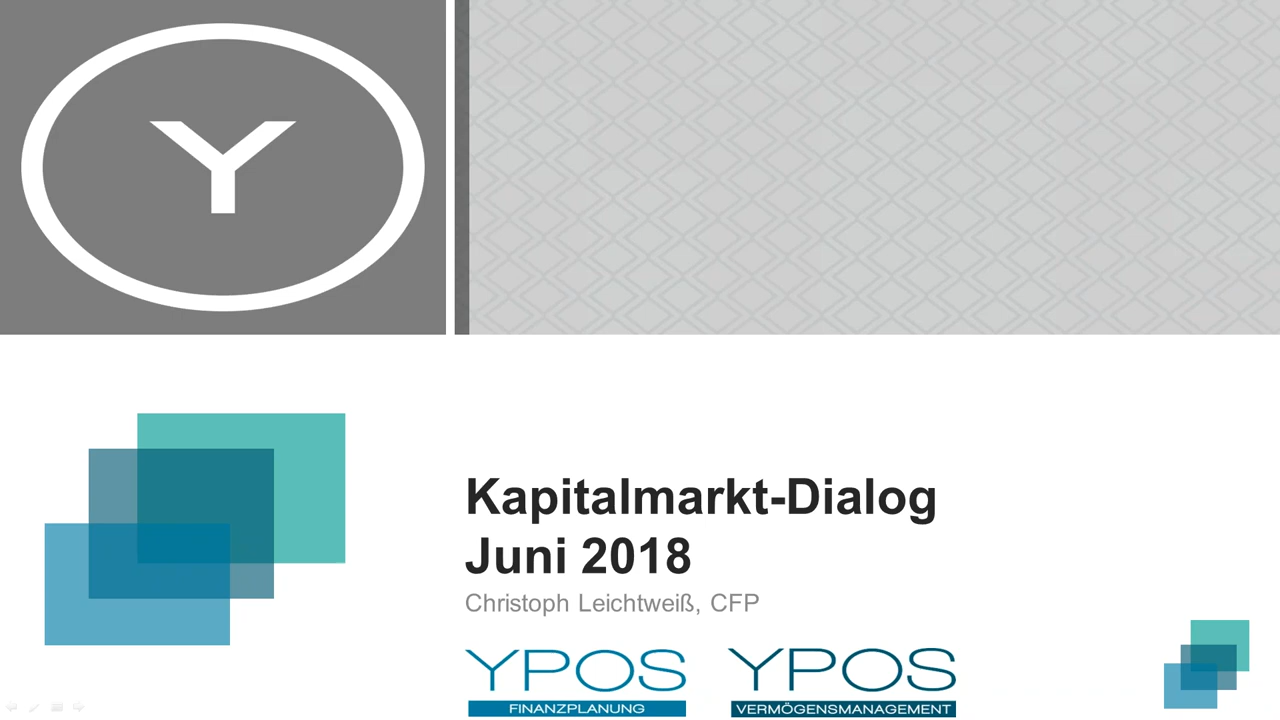 Y
Kapitalmarkt-Dialog
Juni 2018
Christoph Leichtweiß, CFP
YPOS YPOS
FINANZPLANUNG VERMÖGENSMANAGEMENT